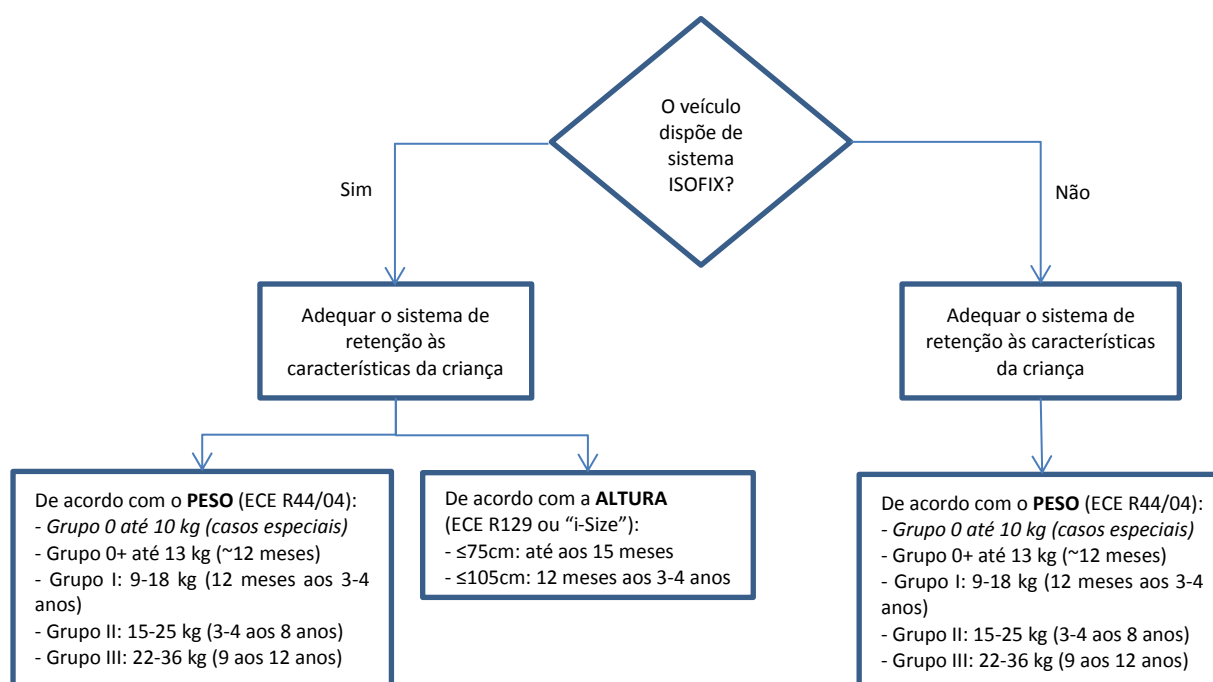 O veículo
dispõe de
sistema
ISOFIX?
Sim
Não
Adequar o sistema de
retenção às
características da criança
Adequar o sistema de
retenção às características
da criança
De acordo com o PESO (ECE R44/04):
- Grupo 0 até 10 kg (casos especiais)
- Grupo 0+ até 13 kg (~12 meses)
- Grupo I: 9-18 kg (12 meses aos 3-4
anos)
- Grupo II: 15-25 kg (3-4 aos 8 anos)
- Grupo III: 22-36 kg (9 aos 12 anos)
De acordo com a ALTURA
(ECE R129 ou “i-Size”):
- ≤75cm: até aos 15 meses
- ≤105cm: 12 meses aos 3-4 anos
De acordo com o PESO (ECE R44/04):
- Grupo 0 até 10 kg (casos especiais)
- Grupo 0+ até 13 kg (~12 meses)
- Grupo I: 9-18 kg (12 meses aos 3-4
anos)
- Grupo II: 15-25 kg (3-4 aos 8 anos)
- Grupo III: 22-36 kg (9 aos 12 anos)